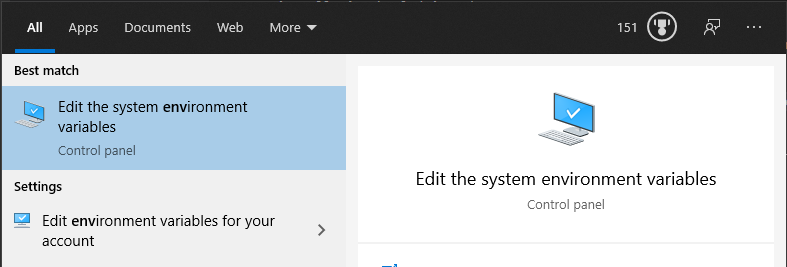 All Apps Documents Web More 151 ...
Best match
Edit the system environment
variables
Control panel
Settings
Edit environment variables for your
account
Edit the system environment variables
Control panel